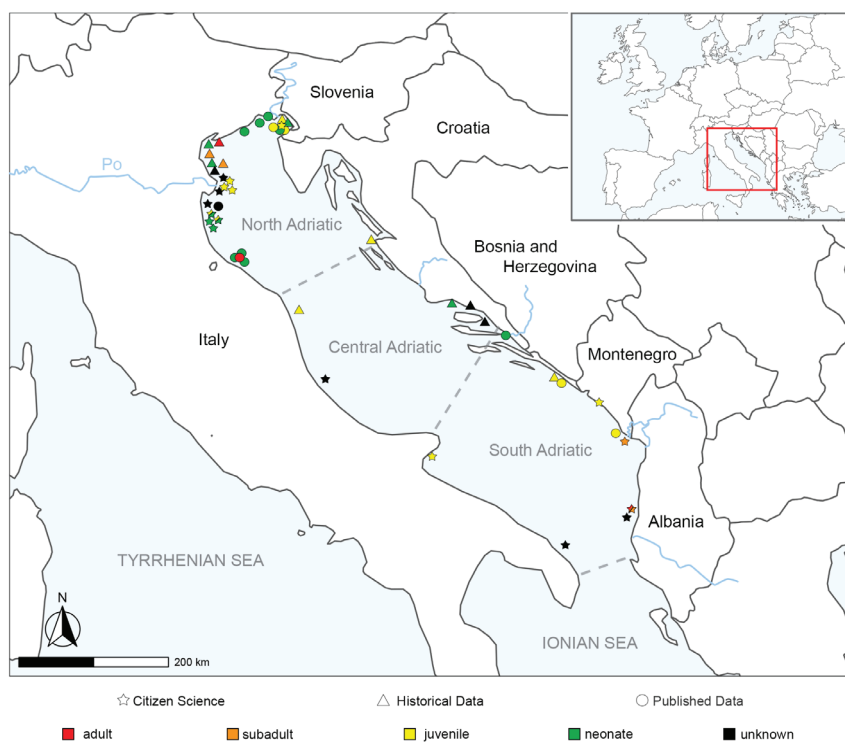 Slovenia
Croatia
Po
North Adriatic
Bosnia and
Herzegovina
Italy
Central Adriatic
Montenegro
South Adriatic
Albania
TYRRHENIAN SEA
N
IONIAN SEA
200 km
Citizen Science
Historical Data
Published Data
adult
subadult
juvenile
neonate
unknown